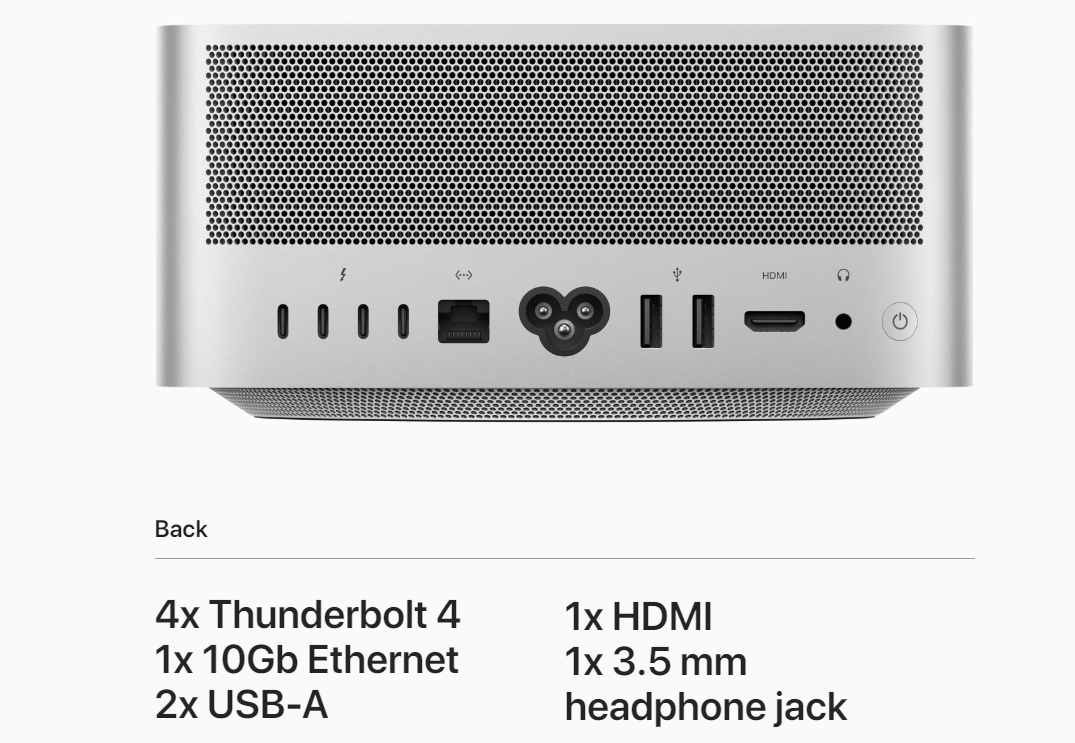 HDMI
Back
4x Thunderbolt 4
1x 10Gb Ethernet
2x USB-A
1x HDMI
1x 3.5 mm
headphone jack